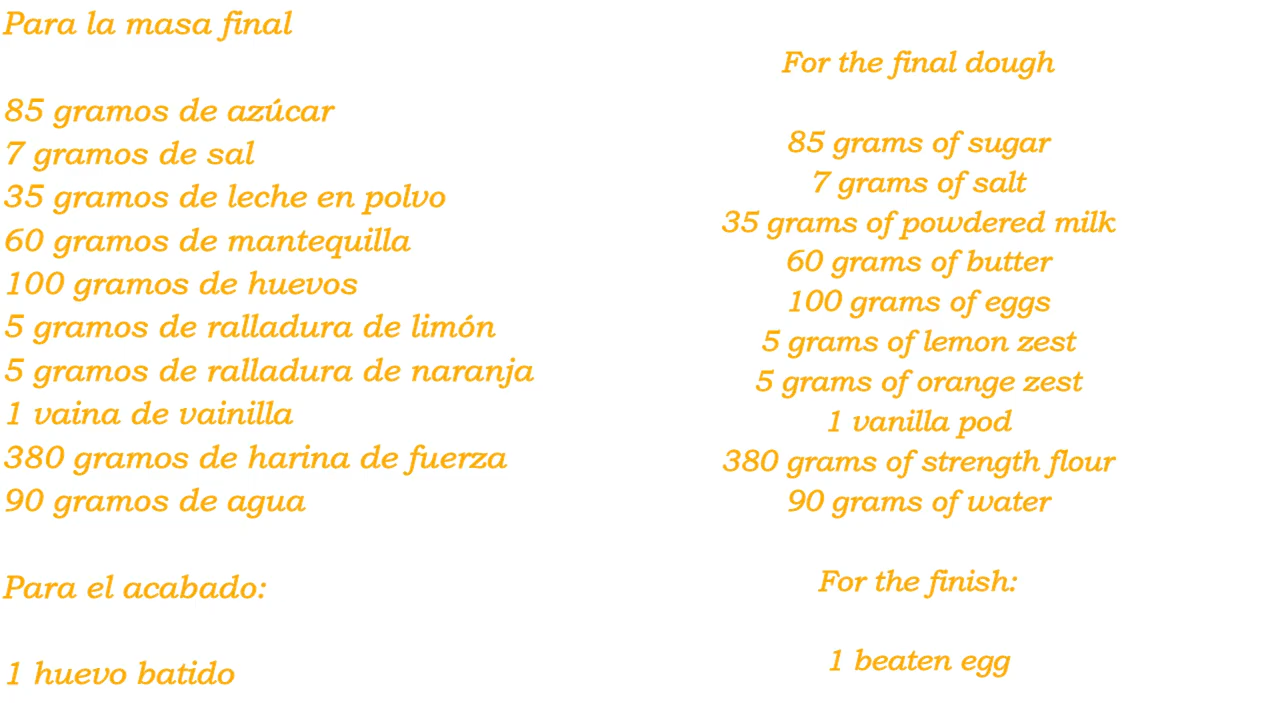 Para la masa final
85 gramos de azúcar
7 gramos de sal
35 gramos de leche en polvo
60 gramos de mantequilla
100 gramos de huevos
5 gramos de ralladura de limón
5 gramos de ralladura de naranja
1 vaina de vainilla
380 gramos de harina de fuerza
90 gramos de agua
Para el acabado:
1 huevo batido
For the final dough
85 grams of sugar
7 grams of salt
35 grams of powdered milk
60 grams of butter
100 grams of eggs
5 grams of lemon zest
5 grams of orange zest
1 vanilla pod
380 grams of strength flour
90 grams of water
For the finish:
1 beaten egg